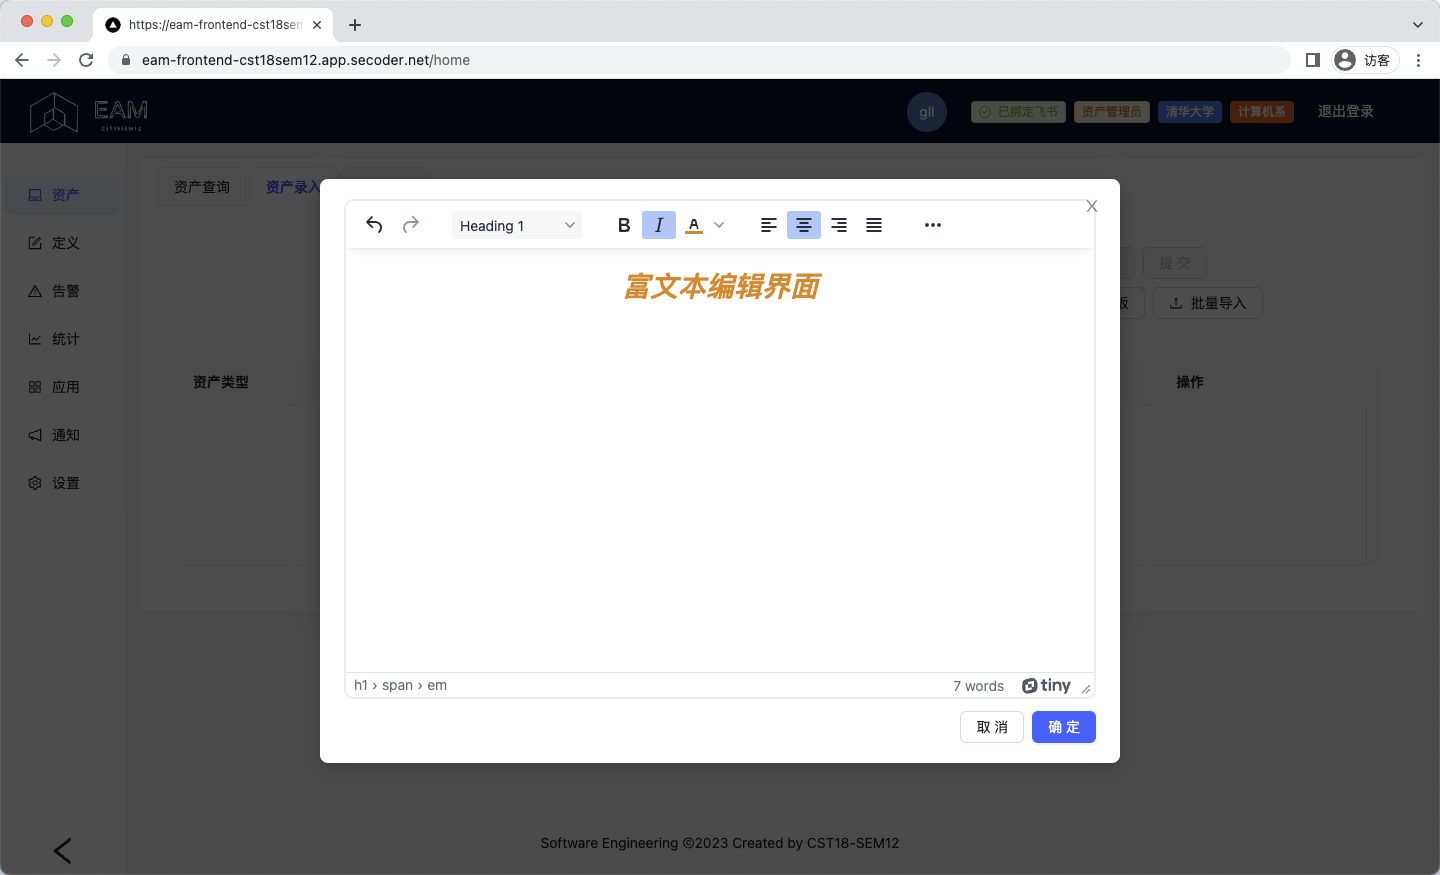 https://eam-frontend-cst18sem
eam-frontend-cst18sem12.app.secoder.net/home
访客
EAM
CST18SEM12
gll
已绑定飞书
资产管理员
清华大学
计算机系
退出登录
资产
定义
告警
统计
应用
通知
设置
资产查询
资产录入
X
Heading 1
B
I
A
富文本编辑界面
提交
版
批量导入
资产类型
操作
h1 › span › em
7 words
tiny
取消
确定
Software Engineering ©2023 Created by CST18-SEM12